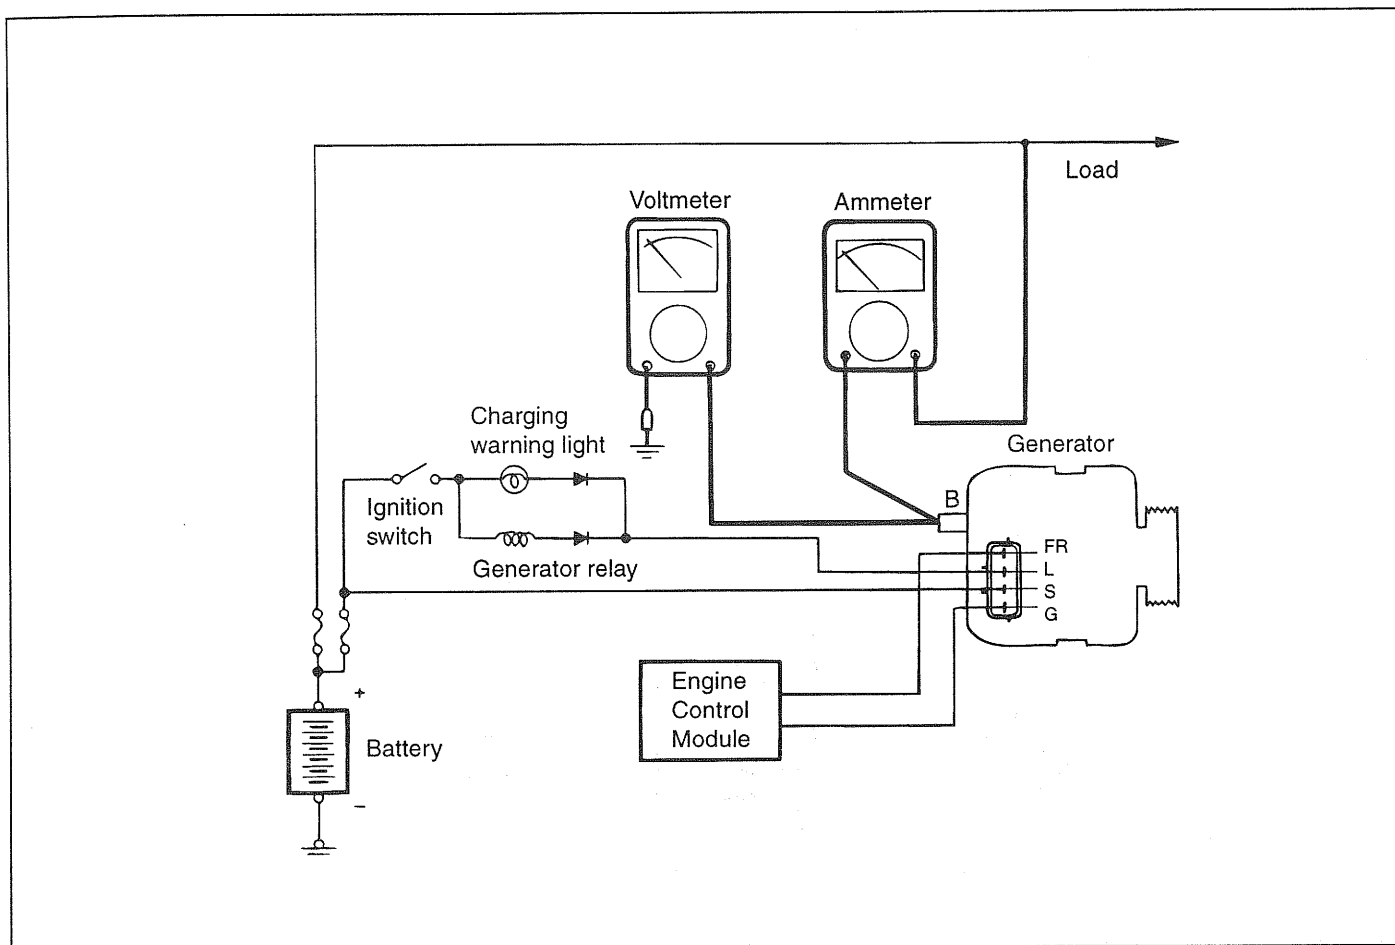 Load
Voltmeter
Ammeter
Charging
warning light
Generator
B
Ignition
switch
Generator relay
FR
L
S
G
+
Engine
Control
Module
Battery
–